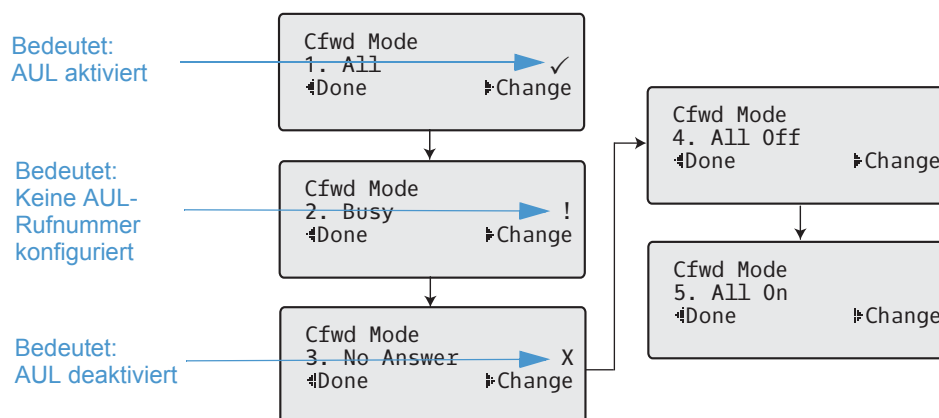 Bedeutet:
AUL aktiviert
Cfwd Mode
1. All ✓
Done Change
Bedeutet:
Keine AUL-
Rufnummer
konfiguriert
Cfwd Mode
2. Busy !
Done Change
Bedeutet:
AUL deaktiviert
Cfwd Mode
3. No Answer X
Done Change
Cfwd Mode
4. All Off
Done Change
Cfwd Mode
5. All On
Done Change